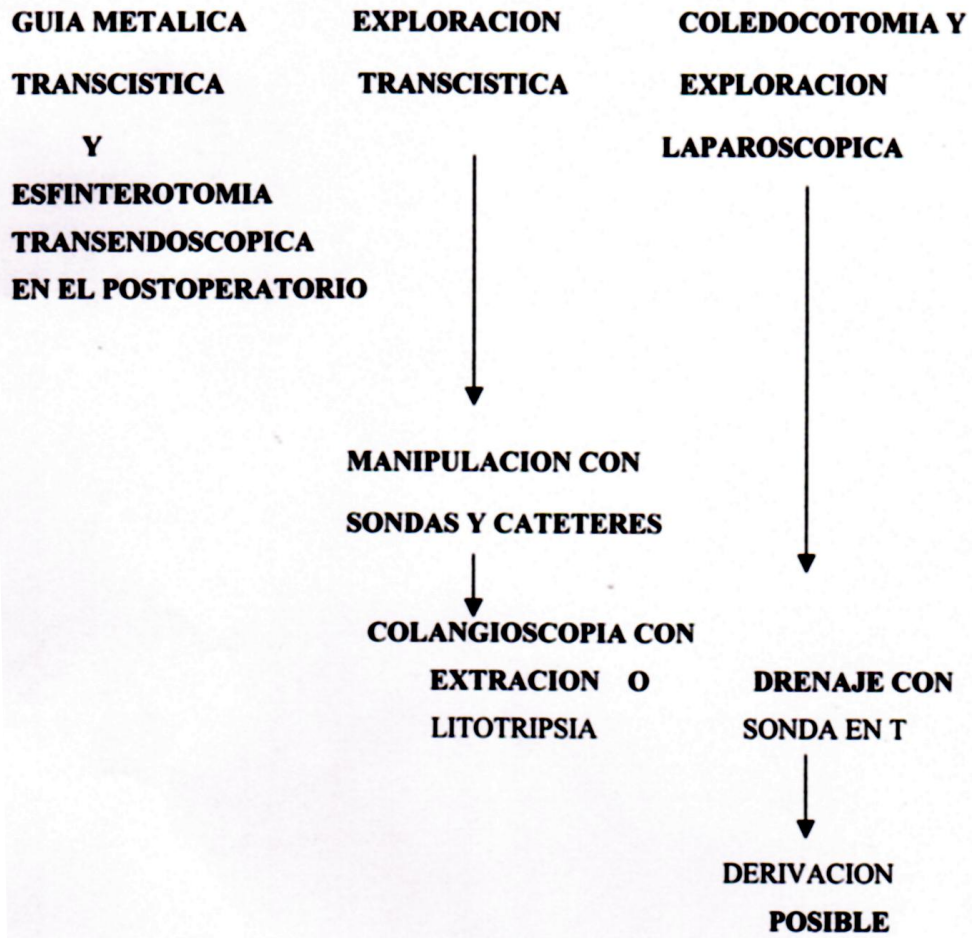 GUIA METALICA
TRANSCISTICA
Y
ESFINTEROTOMIA
TRANSENDOSCOPICA
EN EL POSTOPERATORIO
EXPLORACION
TRANSCISTICA
MANIPULACION CON
SONDAS Y CATETERES
COLANGIOSCOPIA CON
EXTRACION O
LITOTRIPSIA
COLEDOCOTOMIA Y
EXPLORACION
LAPAROSCOPICA
DRENAJE CON
SONDA EN T
DERIVACION
POSIBLE